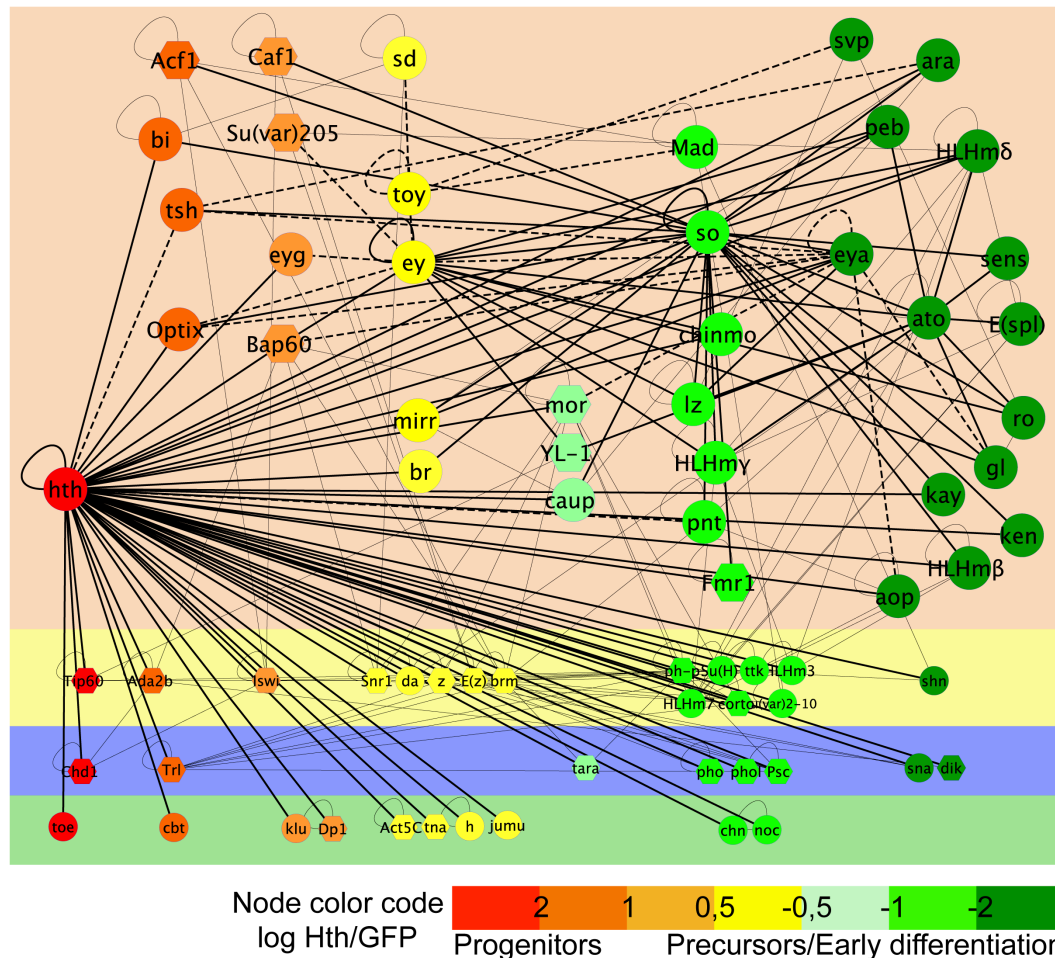 svp
Caf1
Acf1
sd
ara
peb
bi
Su(var)205
Mad
HLHmδ
toy
tsh
so
eyg
ey
eya
sens
Optix
Bap60
chinmo
ato
E(spl)
mor
lz
mirr
ro
YL-1
HLHmγ
br
gl
hth
caup
kay
pnt
ken
Fmr1
HLHmβ
aop
Tip60
Ada2b
Iswi
Snr1
da
z
E(z)
brm
ph-p
Su(H)
ttk
HLHm3
shn
HLHm7
corto
(var)2-10
Chd1
Trl
tara
pho
phol
Psc
sna
dik
toe
cbt
klu
Dp1
Act5C
tna
h
jumu
chn
noc
Node color code
log Hth/GFP
2 1 0,5 -0,5 -1 -2
Progenitors Precursors/Early differentiation